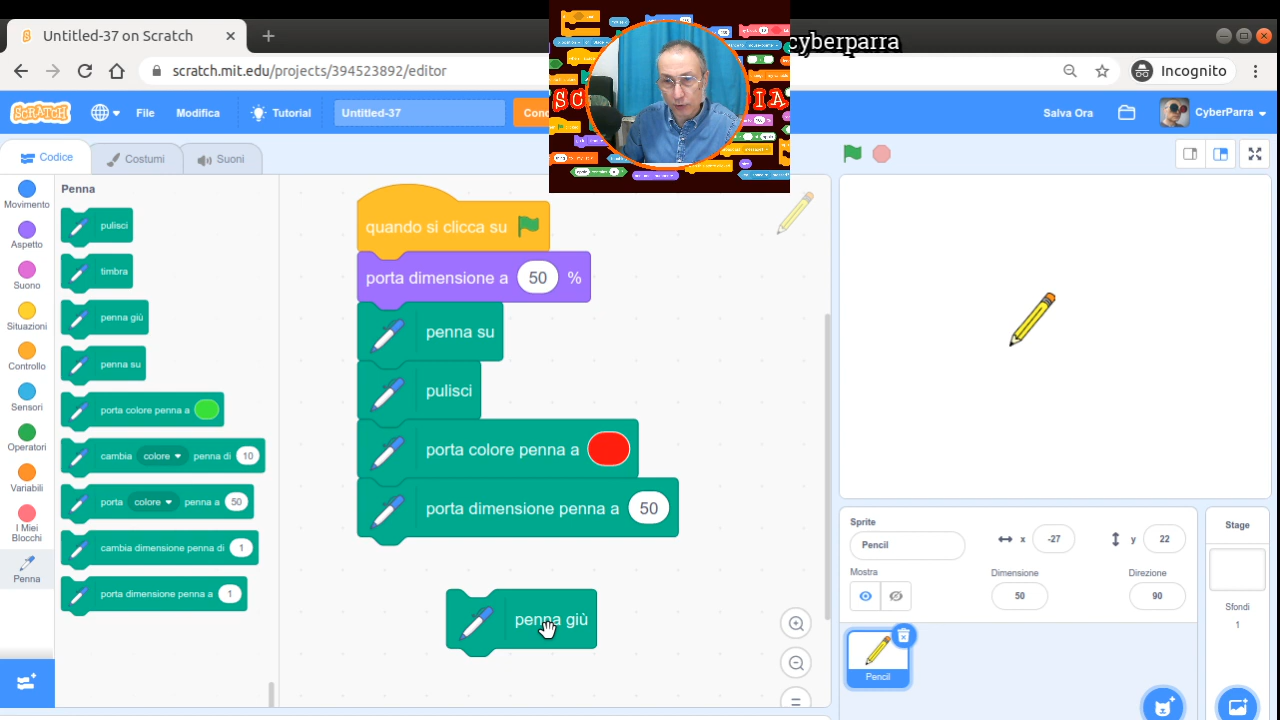 Untitled-37 on Scratch
cyberparra
scratch.mit.edu/projects/394523892/editor
Incognito
SCRATCH
File
Modifica
Tutorial
Untitled-37
Cond
Salva Ora
Codice
Costumi
Suoni
Movimento
Aspetto
Suono
Situazioni
Controllo
Sensori
Operatori
Variabili
I Miei
Blocchi
Penna
Penna
pulisci
timbra
penna giù
penna su
porta colore penna a
cambia colore penna di 10
porta colore penna a 50
cambia dimensione penna di 1
porta dimensione penna a 1
quando si clicca su
porta dimensione a 50 %
penna su
pulisci
porta colore penna a
porta dimensione penna a 50
penna giù
Sprite
Pencil
x -27
y 22
Mostra
Dimensione
50
Direzione
90
Pencil
Stage
Sfondi
1